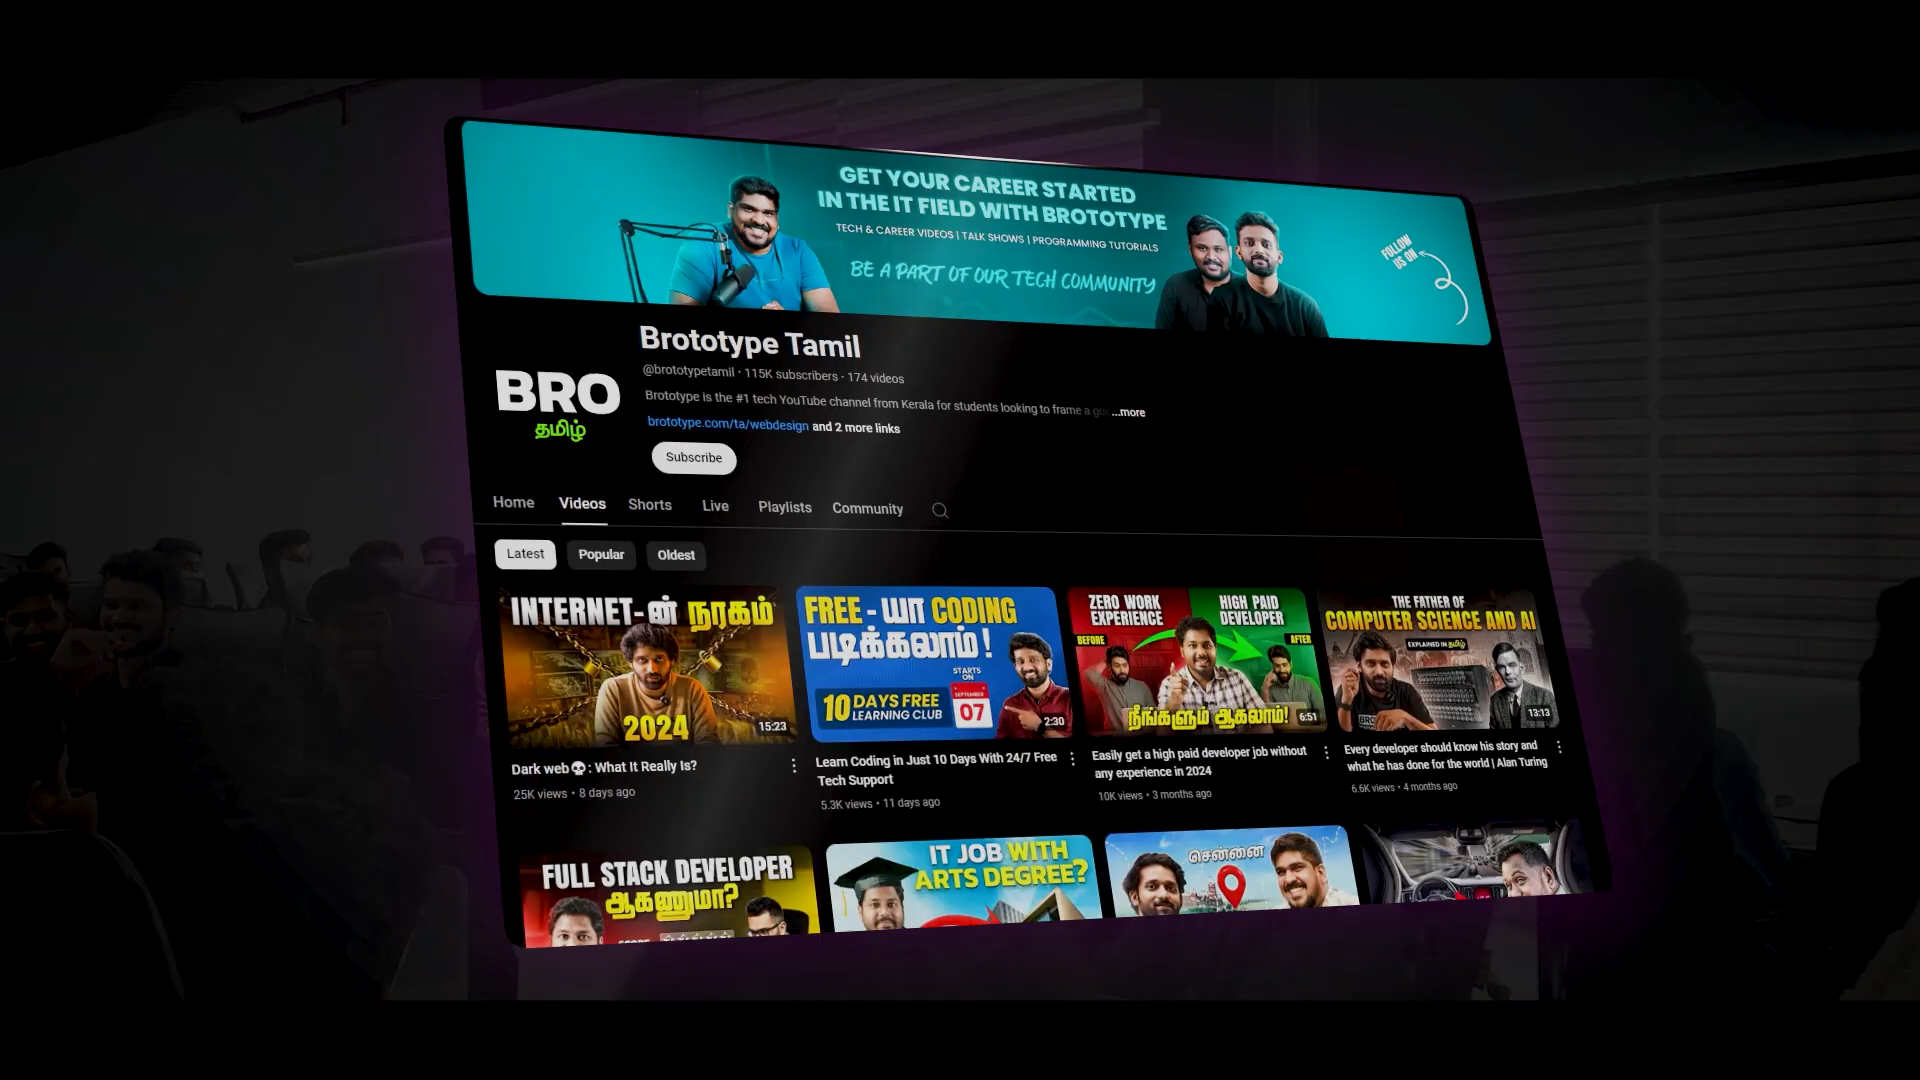 GET YOUR CAREER STARTED
IN THE IT FIELD WITH BROTOTYPE
TECH & CAREER VIDEOS | TALK SHOWS | PROGRAMMING TUTORIALS
BE A PART OF OUR TECH COMMUNITY
FOLLOW
US ON
BRO
தமிழ்
Brototype Tamil
@brototypetamil · 115K subscribers · 174 videos
Brototype is the #1 tech YouTube channel from Kerala for students looking to frame a ...more
brototype.com/ta/webdesign and 2 more links
Subscribe
Home Videos Shorts Live Playlists Community
Latest Popular Oldest
INTERNET-ன் நரகம்
2024
15:23
Dark web💀: What It Really Is?
25K views • 8 days ago
FREE - யா CODING
படிக்கலாம் !
STARTS
ON
SEPTEMBER
07
10 DAYS FREE
LEARNING CLUB
2:30
Learn Coding in Just 10 Days With 24/7 Free
Tech Support
5.3K views • 11 days ago
ZERO WORK
EXPERIENCE
HIGH PAID
DEVELOPER
BEFORE
AFTER
நீங்களும் ஆகலாம்!
6:51
Easily get a high paid developer job without
any experience in 2024
10K views • 3 months ago
THE FATHER OF
COMPUTER SCIENCE AND AI
EXPLAINED IN தமிழ்
BRO
13:13
Every developer should know his story and
what he has done for the world | Alan Turing
6.6K views • 4 months ago
FULL STACK DEVELOPER
ஆகணுமா?
IT JOB WITH
ARTS DEGREE?
சென்னை